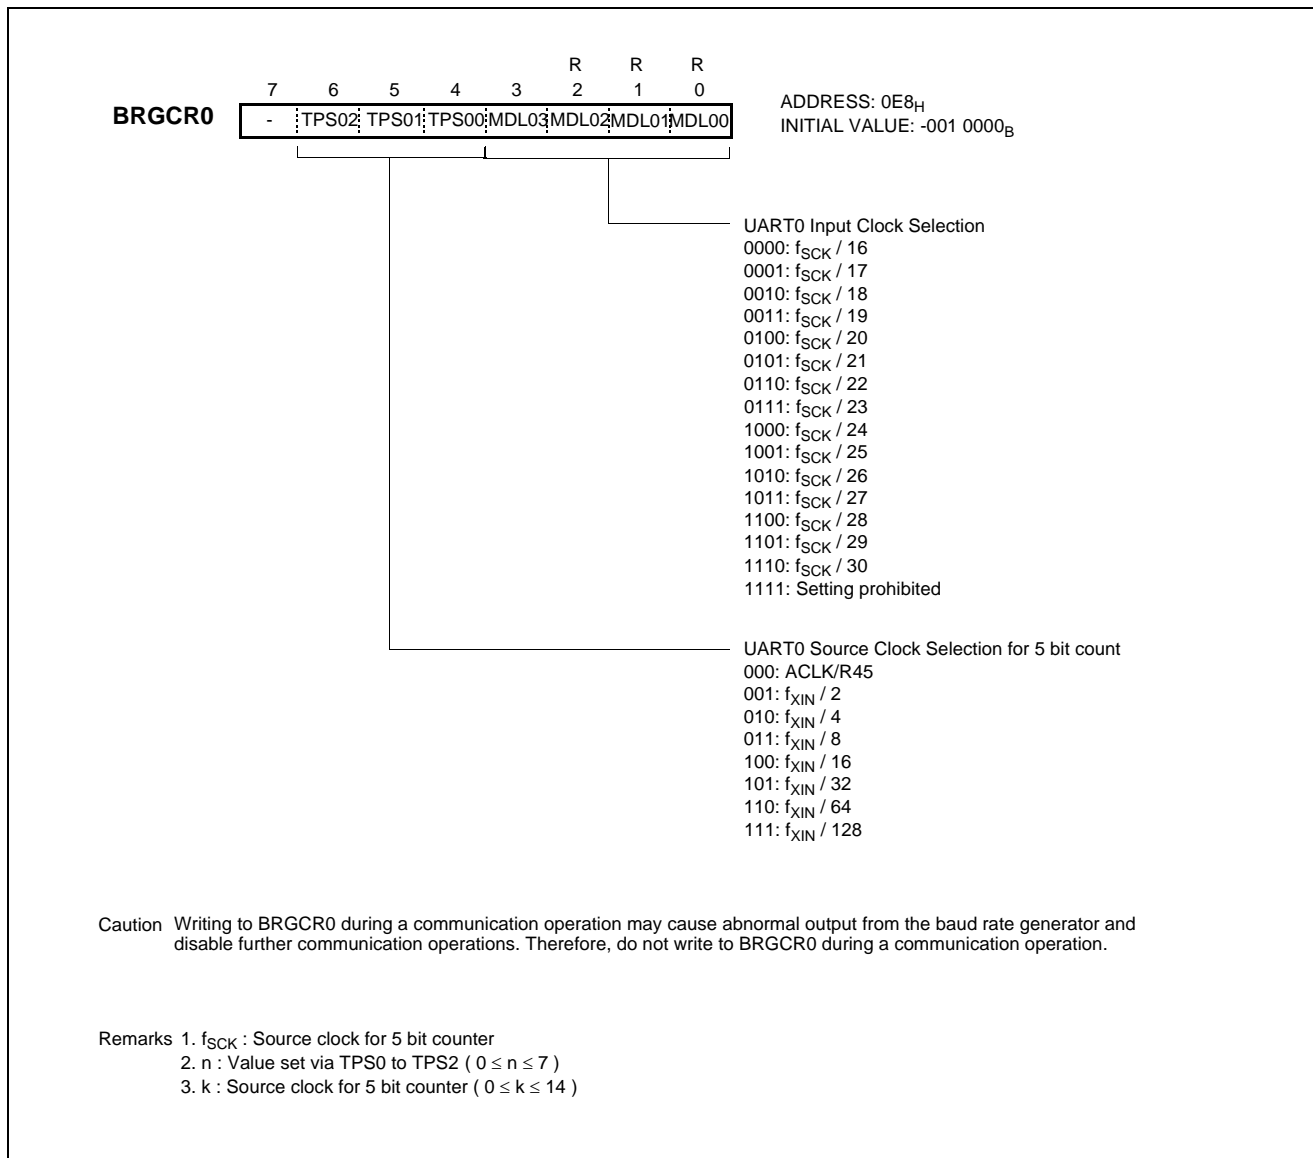 R R R
7 6 5 4 3 2 1 0
BRGCR0 - TPS02 TPS01 TPS00 MDL03 MDL02 MDL01 MDL00
ADDRESS: 0E8H
INITIAL VALUE: -001 0000B
UART0 Input Clock Selection
0000: fSCK / 16
0001: fSCK / 17
0010: fSCK / 18
0011: fSCK / 19
0100: fSCK / 20
0101: fSCK / 21
0110: fSCK / 22
0111: fSCK / 23
1000: fSCK / 24
1001: fSCK / 25
1010: fSCK / 26
1011: fSCK / 27
1100: fSCK / 28
1101: fSCK / 29
1110: fSCK / 30
1111: Setting prohibited
UART0 Source Clock Selection for 5 bit count
000: ACLK/R45
001: fXIN / 2
010: fXIN / 4
011: fXIN / 8
100: fXIN / 16
101: fXIN / 32
110: fXIN / 64
111: fXIN / 128
Caution Writing to BRGCR0 during a communication operation may cause abnormal output from the baud rate generator and
disable further communication operations. Therefore, do not write to BRGCR0 during a communication operation.
Remarks 1. fSCK : Source clock for 5 bit counter
2. n : Value set via TPS0 to TPS2 ( 0 ≤ n ≤ 7 )
3. k : Source clock for 5 bit counter ( 0 ≤ k ≤ 14 )